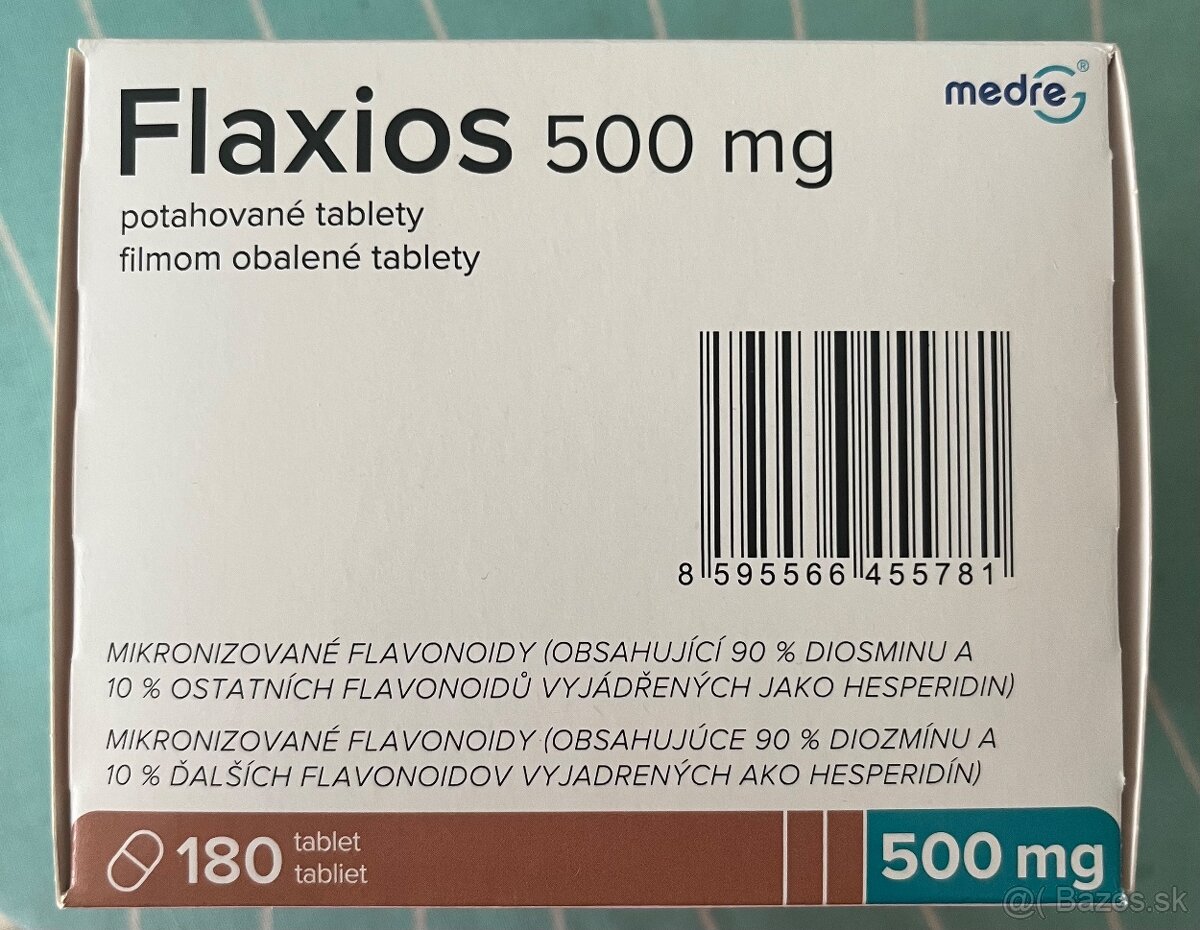 Flaxios 500 mg
medreg®
potahované tablety
filmom obalené tablety
8 595566 455781
MIKRONIZOVANÉ FLAVONOIDY (OBSAHUJÍCÍ 90 % DIOSMINU A
10 % OSTATNÍCH FLAVONOIDŮ VYJÁDŘENÝCH JAKO HESPERIDIN)
MIKRONIZOVANÉ FLAVONOIDY (OBSAHUJÚCE 90 % DIOZMÍNU A
10 % ĎALŠÍCH FLAVONOIDOV VYJADRENÝCH AKO HESPERIDÍN)
180 tablet
tabliet
500 mg
@( Bazos.sk